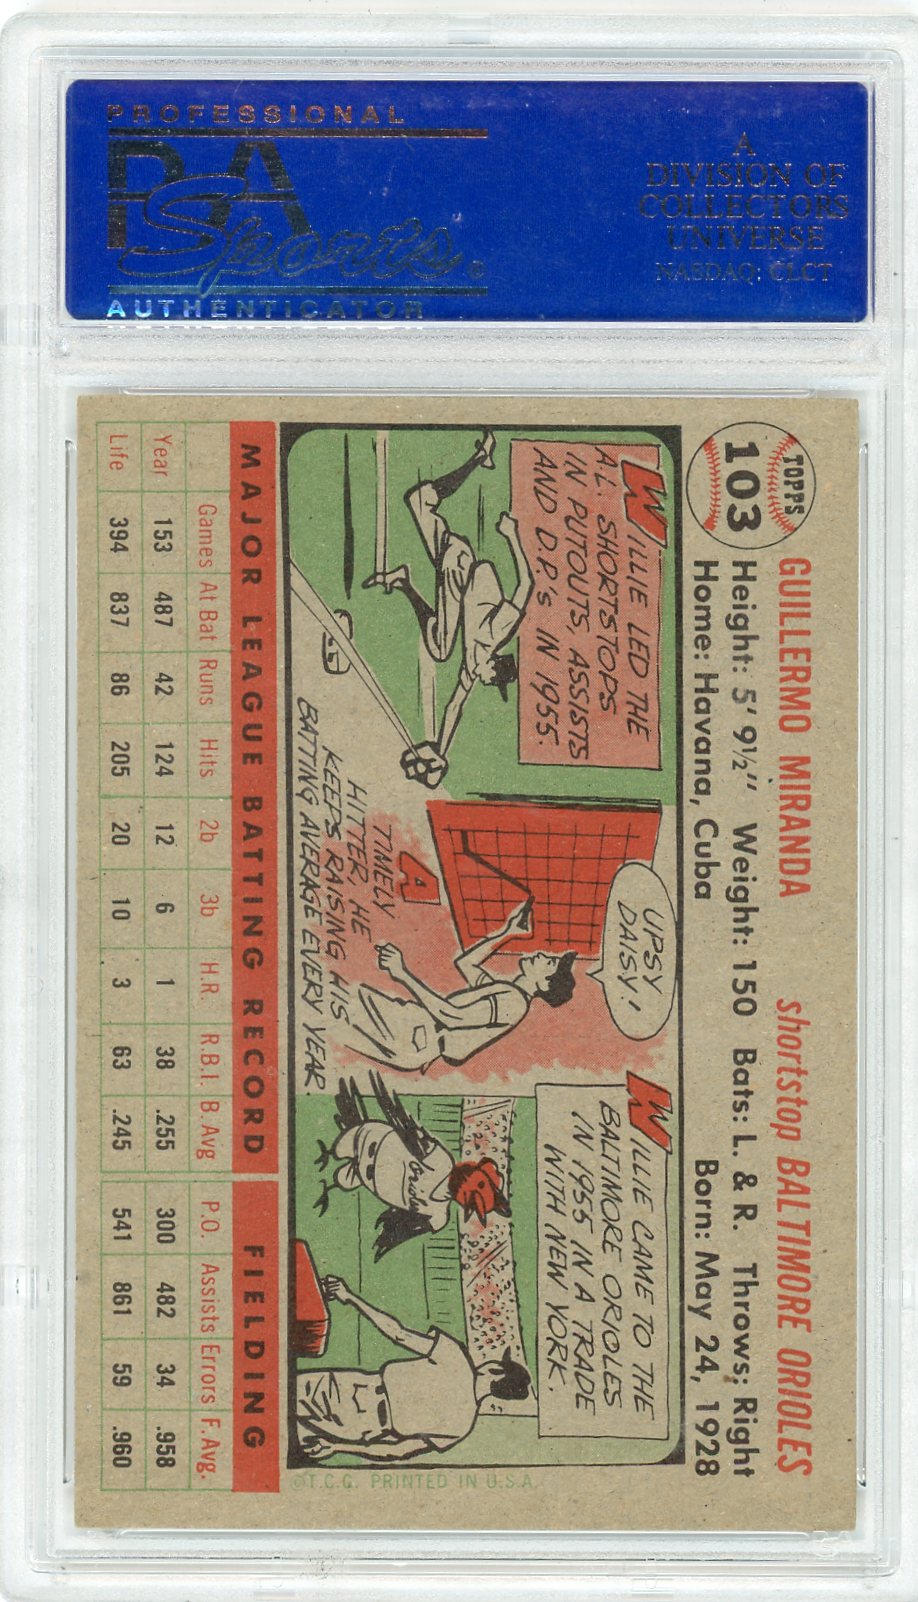 PROFESSIONAL
PSA
Sports®
AUTHENTICATOR
A
DIVISION OF
COLLECTORS
UNIVERSE
NASDAQ: CLCT
TOPPS
103
GUILLERMO MIRANDA shortstop BALTIMORE ORIOLES
Height: 5' 9½" Weight: 150 Bats: L. & R. Throws: Right
Home: Havana, Cuba Born: May 24, 1928
WILLIE LED THE
A.L. SHORTSTOPS
IN PUTOUTS, ASSISTS
AND D.P.'s IN 1955.
UPSY
DAISY!
A
TIMELY
HITTER, HE
KEEPS RAISING HIS
BATTING AVERAGE EVERY YEAR.
WILLIE CAME TO THE
BALTIMORE ORIOLES
IN 1955 IN A TRADE
WITH NEW YORK.
Orioles
©T.C.G. PRINTED IN U.S.A.
MAJOR LEAGUE BATTING RECORD FIELDING
Games At Bat Runs Hits 2b 3b H.R. R.B.I. B.Avg P.O. Assists Errors F.Avg.
Year 153 487 42 124 12 6 1 38 .255 300 482 34 .958
Life 394 837 86 205 20 10 3 63 .245 541 861 59 .960